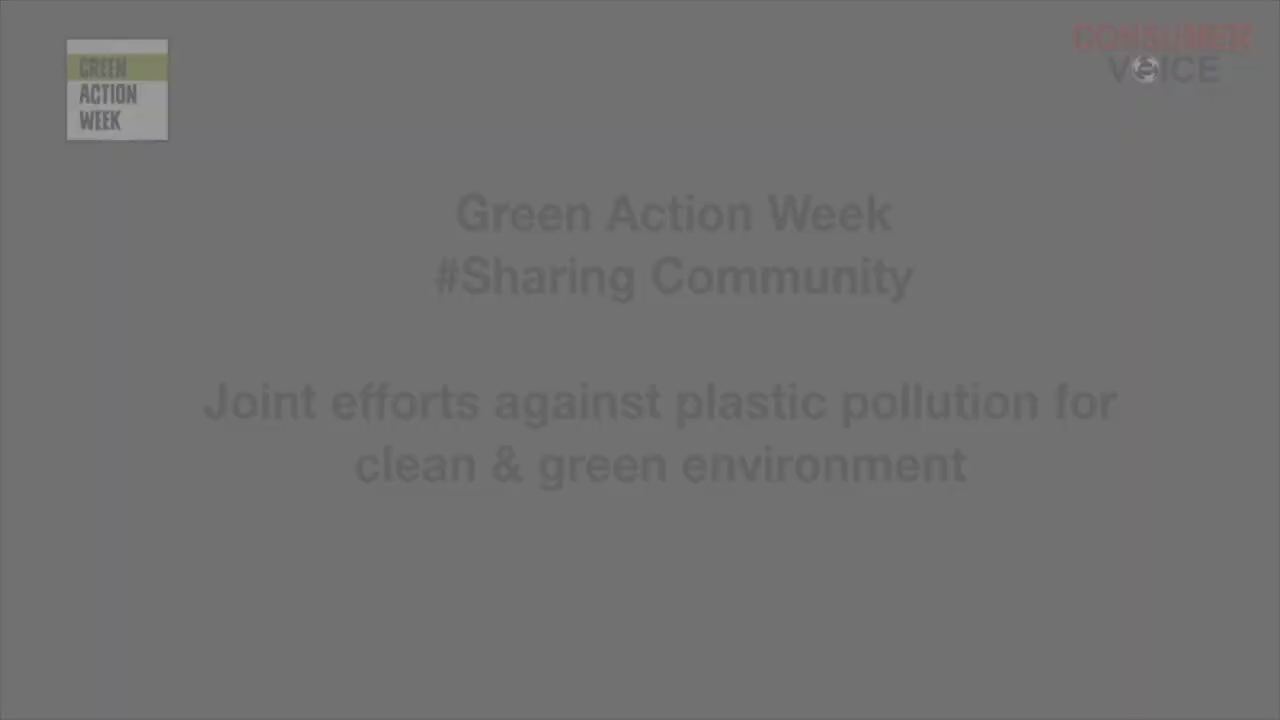 GREEN
ACTION
WEEK
CONSUMER
VOICE
Green Action Week
#Sharing Community
Joint efforts against plastic pollution for
clean & green environment